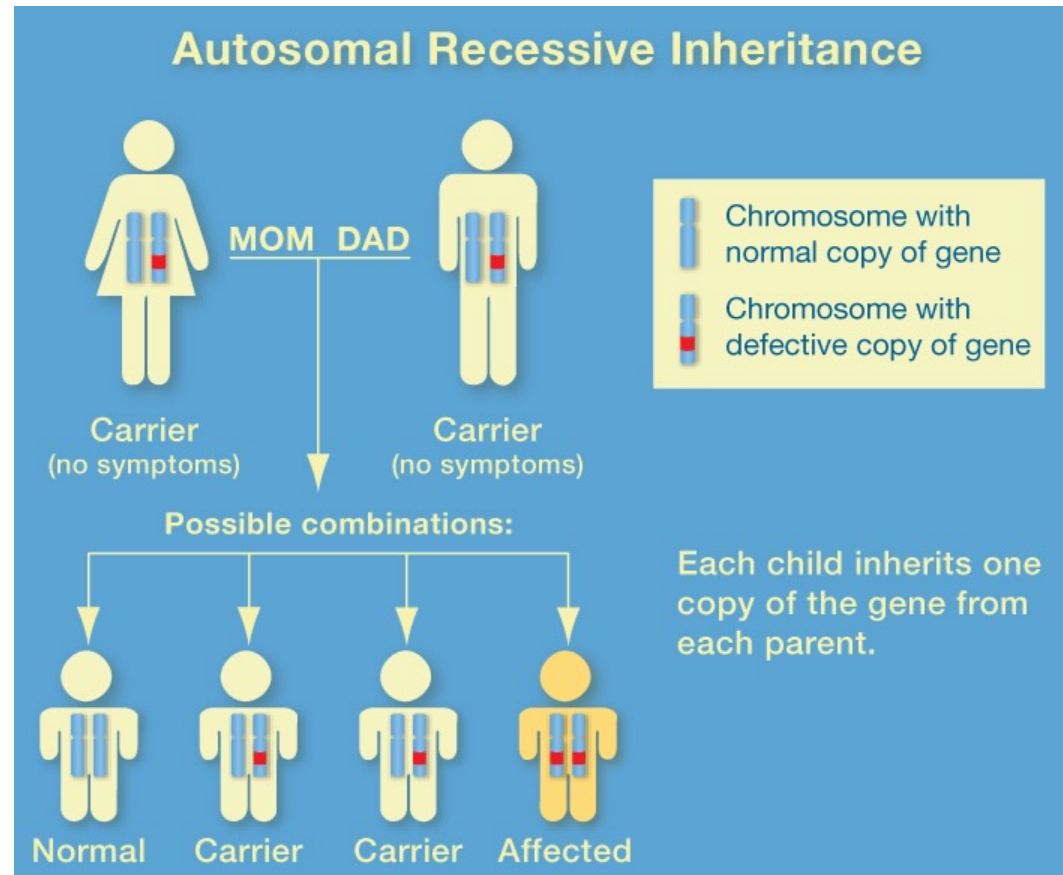 Autosomal Recessive Inheritance
MOM DAD
Carrier
(no symptoms)
Carrier
(no symptoms)
Chromosome with
normal copy of gene
Chromosome with
defective copy of gene
Possible combinations:
Each child inherits one
copy of the gene from
each parent.
Normal
Carrier
Carrier
Affected